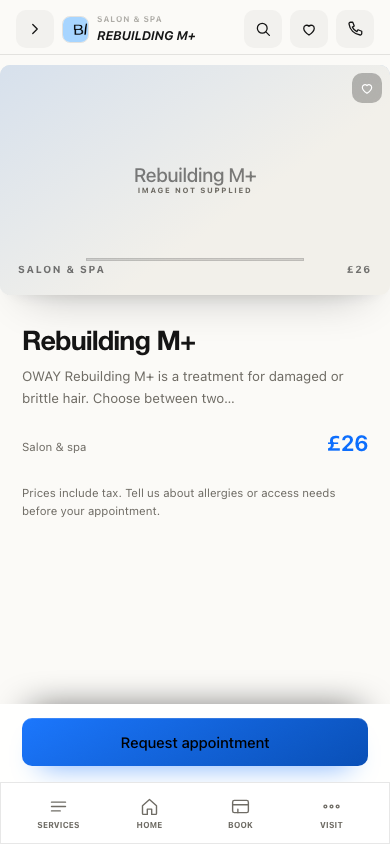 Bl
SALON & SPA
REBUILDING M+
Rebuilding M+
IMAGE NOT SUPPLIED
SALON & SPA £26
Rebuilding M+
OWAY Rebuilding M+ is a treatment for damaged or
brittle hair. Choose between two...
Salon & spa £26
Prices include tax. Tell us about allergies or access needs
before your appointment.
Request appointment
SERVICES HOME BOOK VISIT